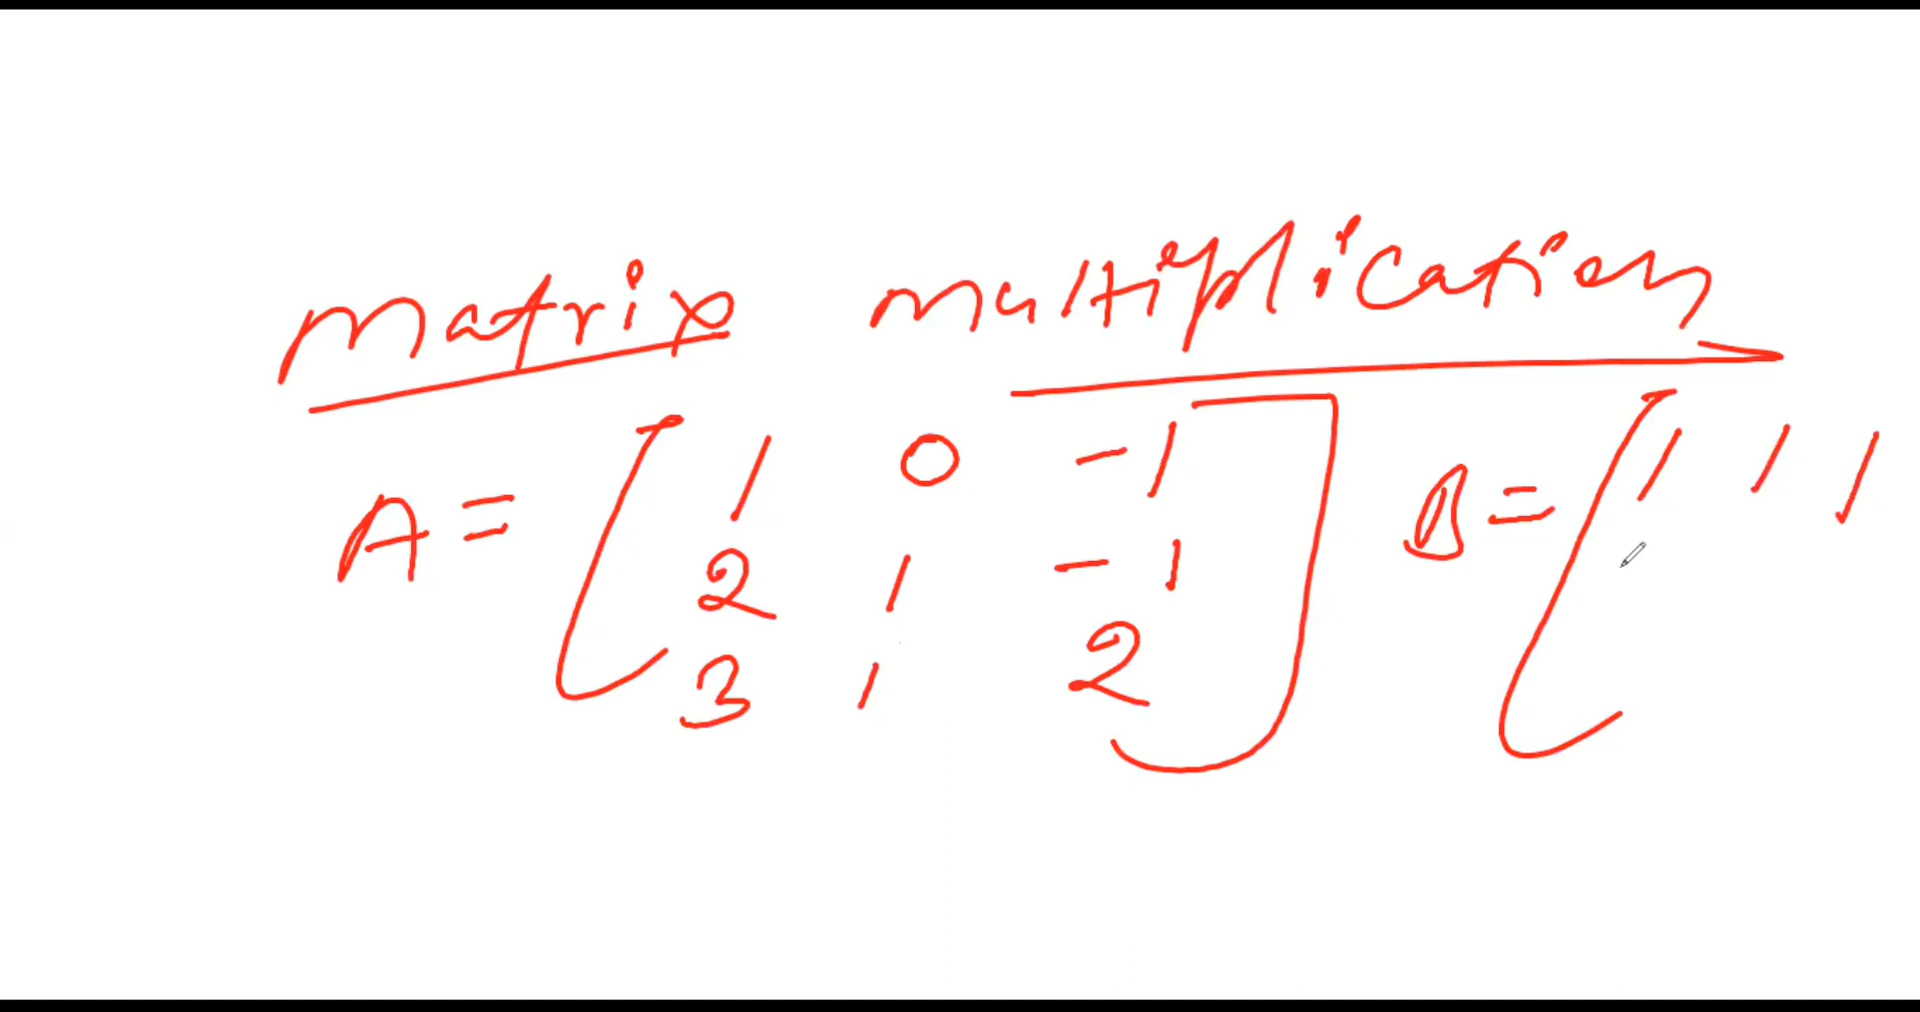 matrix multiplication
A = [ 1 0 -1 ] B = [ 1 1 1
2 1 -1
3 1 2